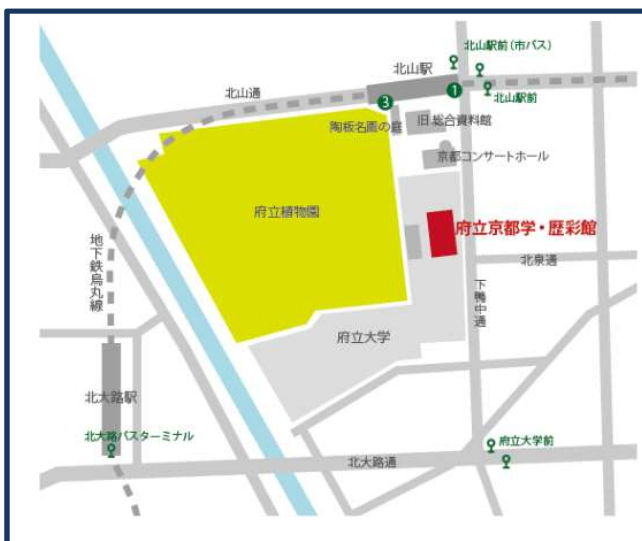 北山駅前（市バス）
北山駅
北山通
1
3
北山駅前
陶板名画の庭
旧 総合資料館
京都コンサートホール
府立植物園
府立京都学・歴彩館
地下鉄烏丸線
北泉通
下鴨中通
府立大学
北大路駅
北大路バスターミナル
府立大学前
北大路通